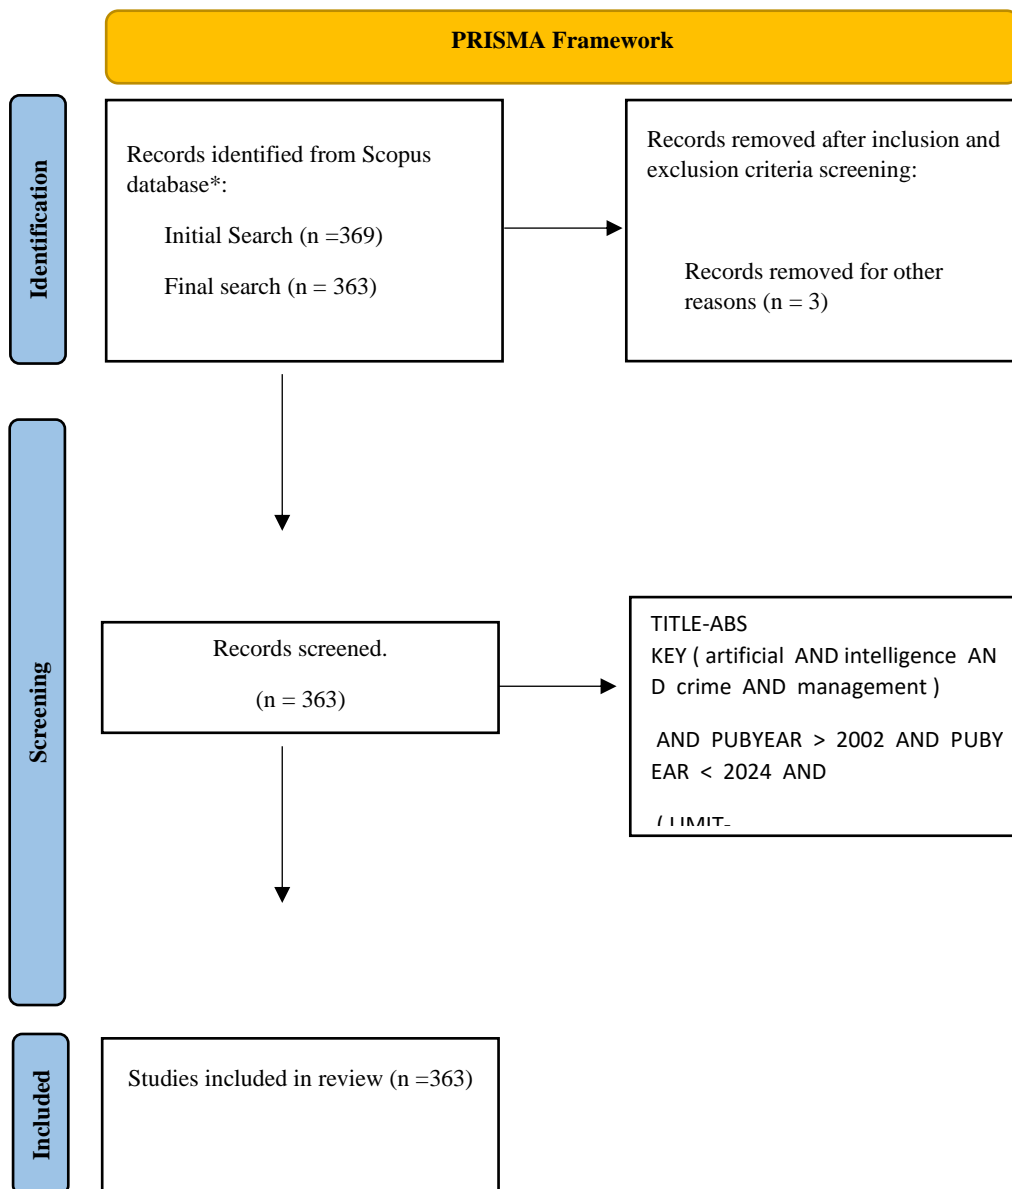 PRISMA Framework
Identification
Records identified from Scopus
database*:
Initial Search (n =369)
Final search (n = 363)
Records removed after inclusion and
exclusion criteria screening:
Records removed for other
reasons (n = 3)
Screening
Records screened.
(n = 363)
TITLE-ABS
KEY ( artificial AND intelligence AN
D crime AND management )
AND PUBYEAR > 2002 AND PUBY
EAR < 2024 AND
( LIMIT-
Included
Studies included in review (n =363)